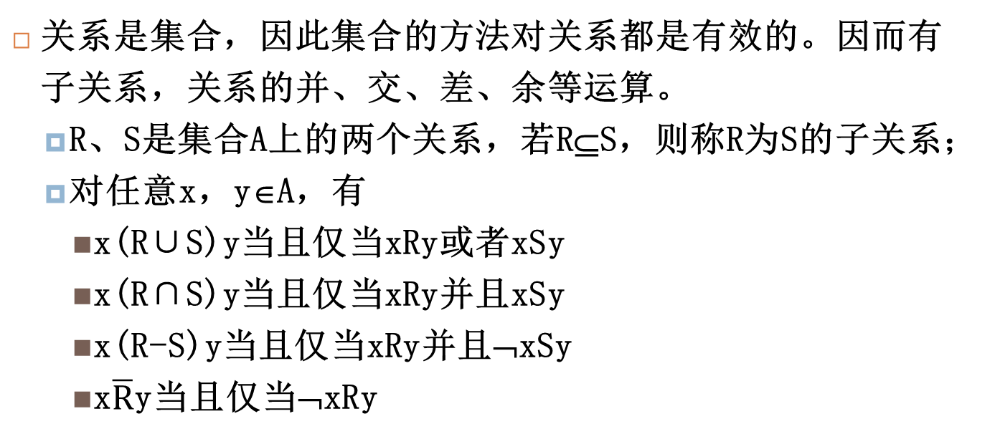 关系是集合，因此集合的方法对关系都是有效的。因而有
子关系，关系的并、交、差、余等运算。
R、S是集合A上的两个关系，若R⊆S，则称R为S的子关系；
对任意x，y∈A，有
x(R∪S)y当且仅当xRy或者xSy
x(R∩S)y当且仅当xRy并且xSy
x(R-S)y当且仅当xRy并且¬xSy
xR̅y当且仅当¬xRy